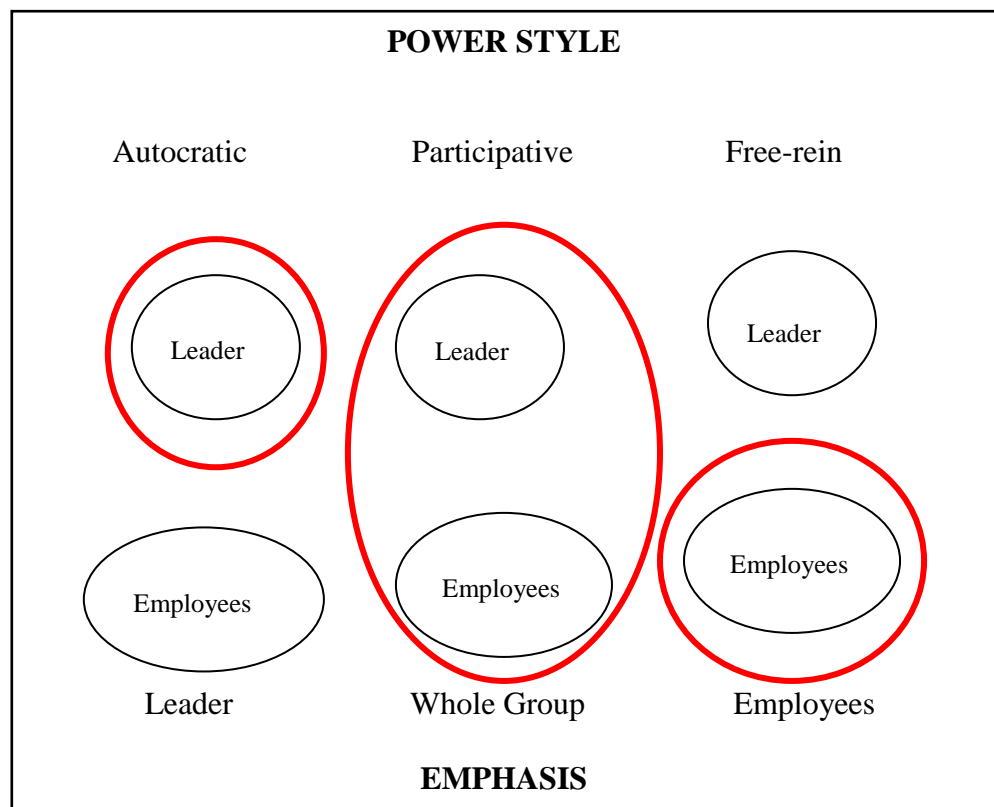 POWER STYLE
Autocratic Participative Free-rein
Leader Leader Leader
Employees Employees Employees
Leader Whole Group Employees
EMPHASIS